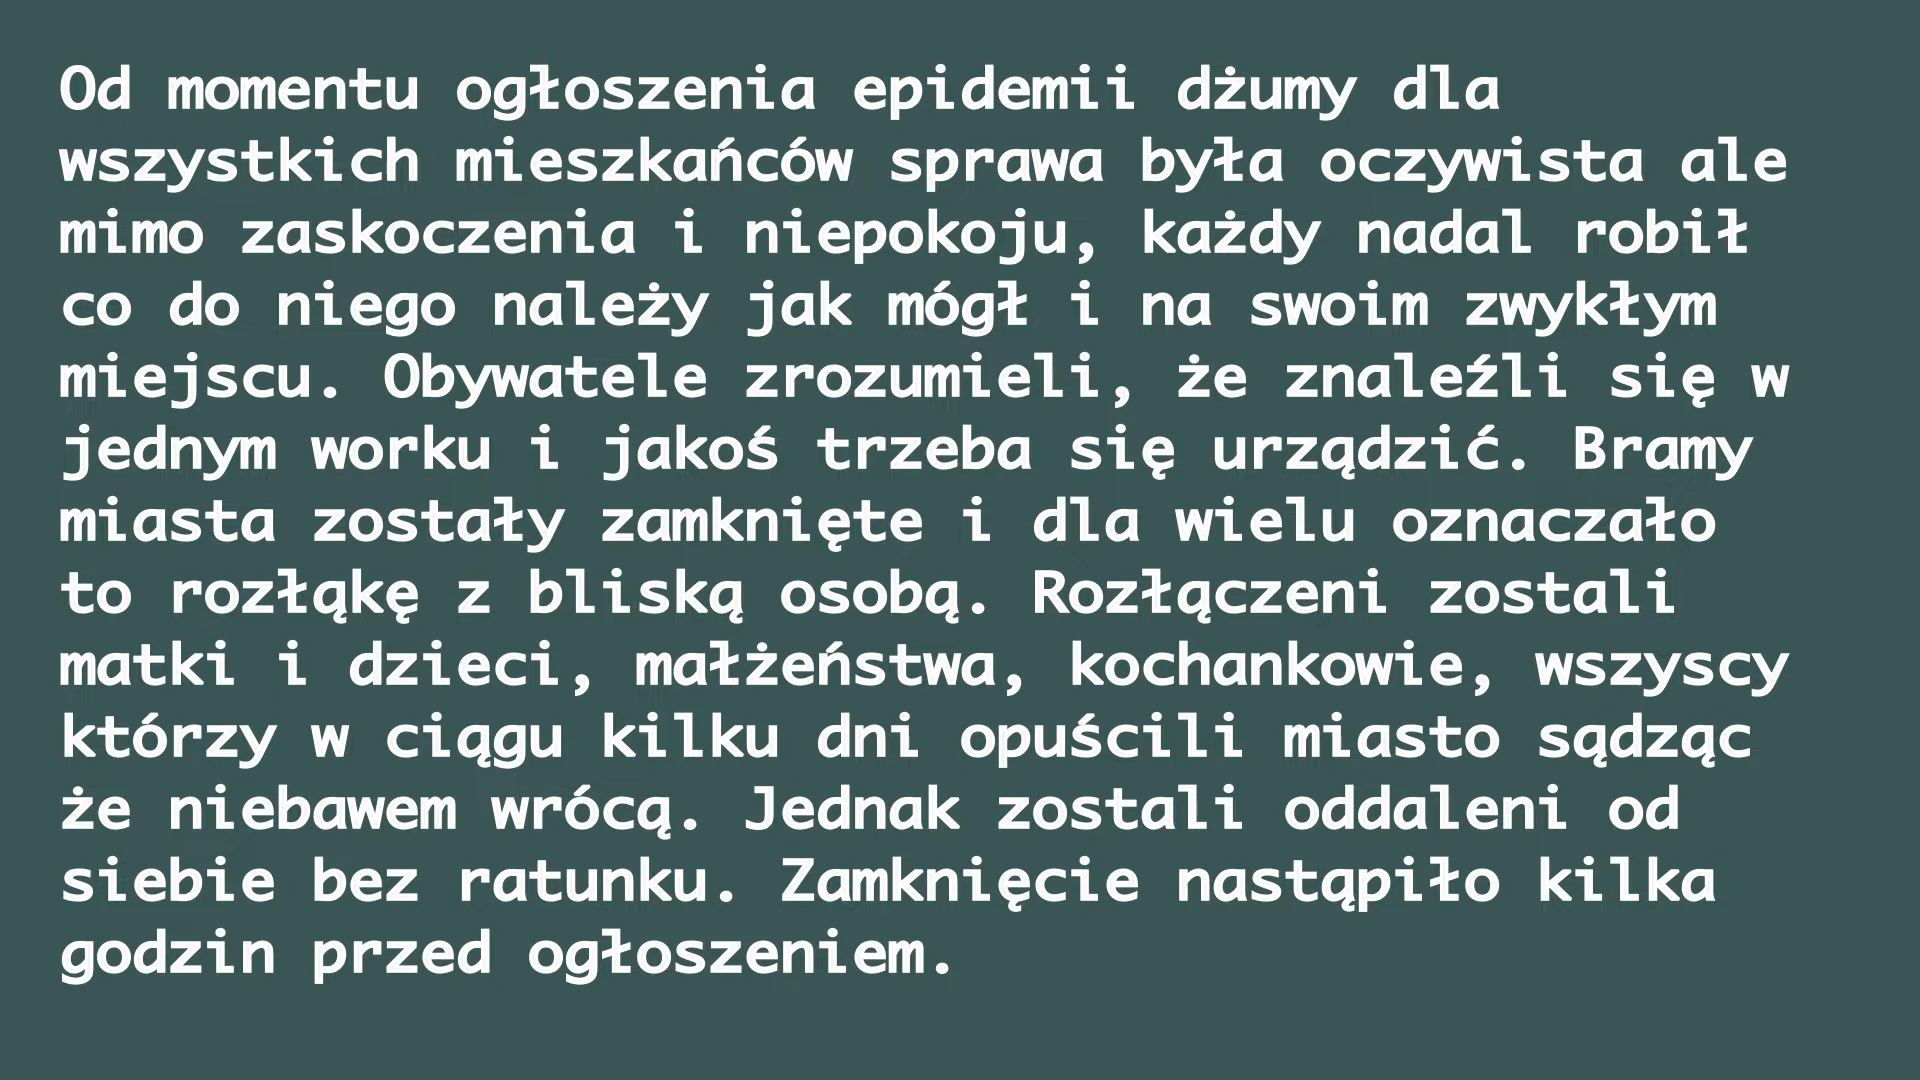 Od momentu ogłoszenia epidemii dżumy dla
wszystkich mieszkańców sprawa była oczywista ale
mimo zaskoczenia i niepokoju, każdy nadal robił
co do niego należy jak mógł i na swoim zwykłym
miejscu. Obywatele zrozumieli, że znaleźli się w
jednym worku i jakoś trzeba się urządzić. Bramy
miasta zostały zamknięte i dla wielu oznaczało
to rozłąkę z bliską osobą. Rozłączeni zostali
matki i dzieci, małżeństwa, kochankowie, wszyscy
którzy w ciągu kilku dni opuścili miasto sądząc
że niebawem wrócą. Jednak zostali oddaleni od
siebie bez ratunku. Zamknięcie nastąpiło kilka
godzin przed ogłoszeniem.